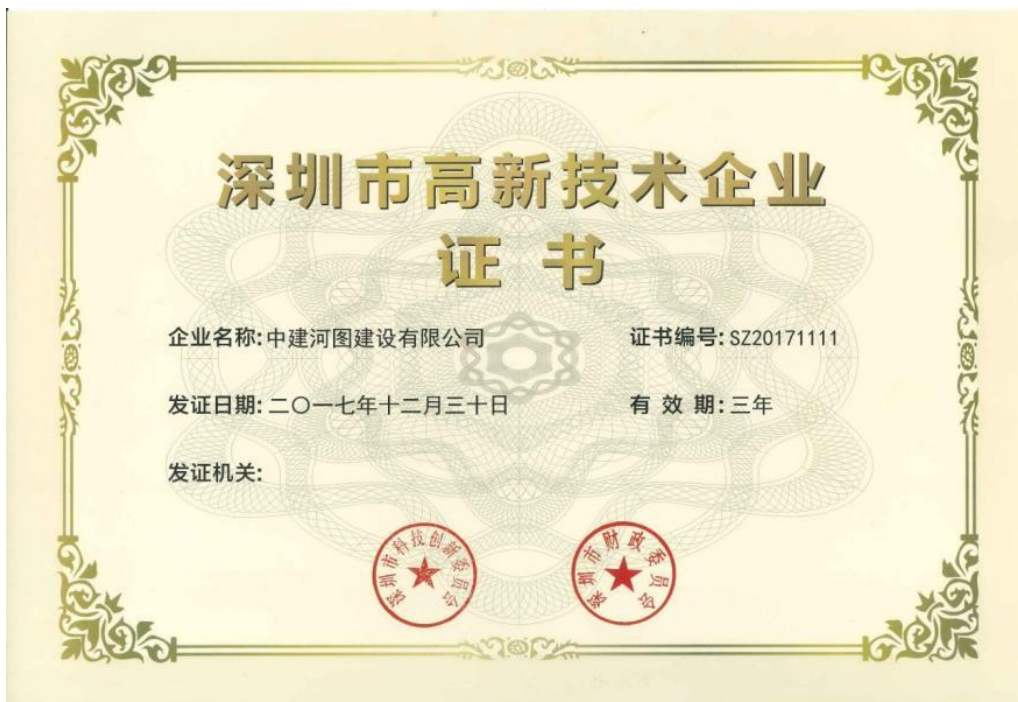 深圳市高新技术企业
证书
企业名称:中建河图建设有限公司 证书编号:SZ20171111
发证日期:二〇一七年十二月三十日 有效期:三年
发证机关:
深圳市科技创新委员会
深圳市财政委员会